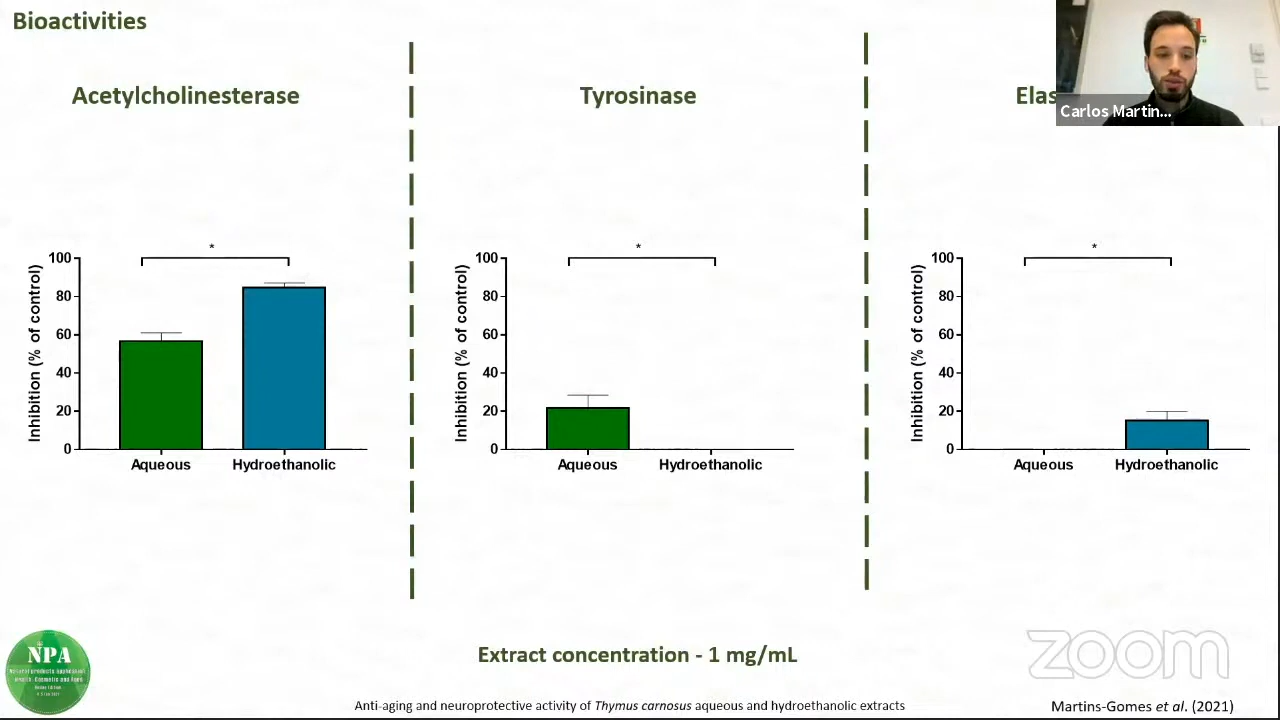 Bioactivities
Acetylcholinesterase
Tyrosinase
Elas
Carlos Martin...
Inhibition (% of control)
100
80
60
40
20
0
*
Aqueous
Hydroethanolic
Inhibition (% of control)
100
80
60
40
20
0
*
Aqueous
Hydroethanolic
Inhibition (% of control)
100
80
60
40
20
0
*
Aqueous
Hydroethanolic
Extract concentration - 1 mg/mL
NPA
zoom
Anti-aging and neuroprotective activity of Thymus carnosus aqueous and hydroethanolic extracts
Martins-Gomes et al. (2021)